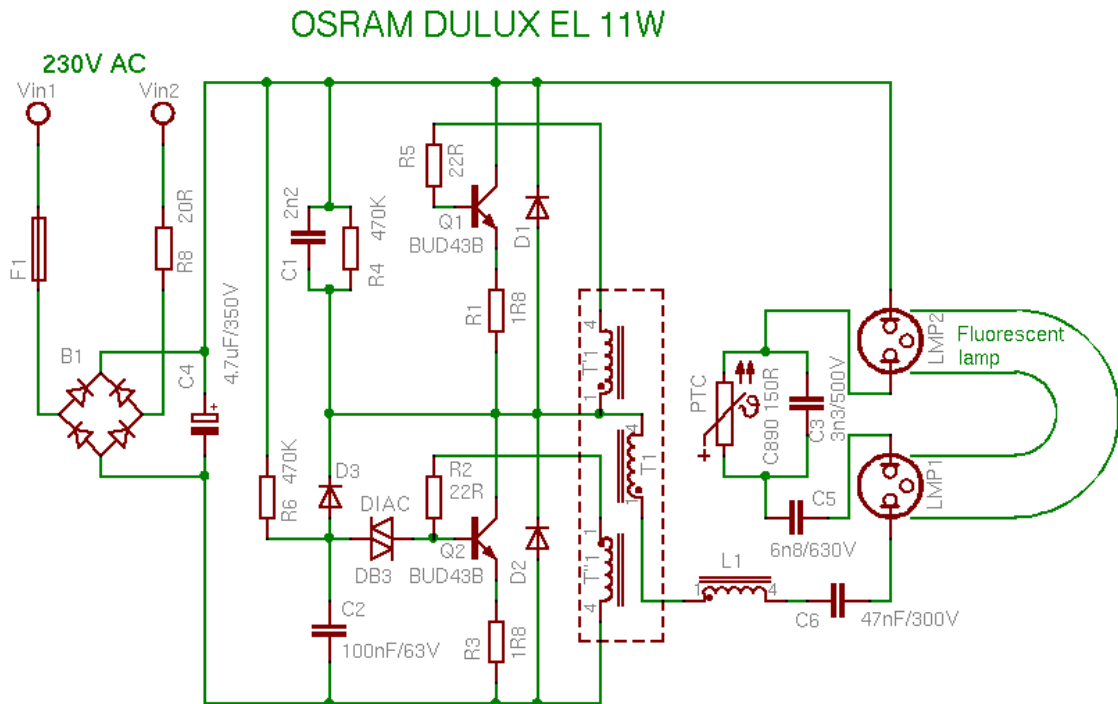 OSRAM DULUX EL 11W
230V AC
Vin1
Vin2
F1
20R
R8
B1
C4
4.7uF/350V
2n2
C1
470K
R4
R5
22R
Q1
BUD43B
D1
R1
1R8
T'1
4
1
T1
4
1
PTC
C890 150R
C3
3n3/500V
LMP2
Fluorescent
lamp
LMP1
470K
R6
D3
DIAC
DB3
R2
22R
Q2
BUD43B
D2
T"1
1
4
C5
6n8/630V
L1
1
4
C6
47nF/300V
C2
100nF/63V
R3
1R8